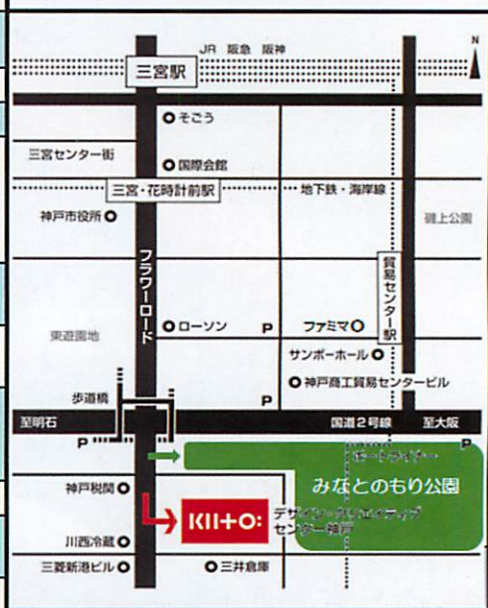 JR 阪急 阪神
N
三宮駅
そごう
三宮センター街
国際会館
三宮・花時計前駅
地下鉄・海岸線
神戸市役所
磯上公園
フラワーロード
貿易センター駅
東遊園地
ローソン
P
ファミマ
サンボーホール
神戸商工貿易センタービル
歩道橋
P
至明石
国道2号線
至大阪
P
P
ポートライナー
みなとのもり公園
神戸税関
KIITO:
デザイン・クリエイティブ
センター神戸
川西冷蔵
三菱新港ビル
三井倉庫